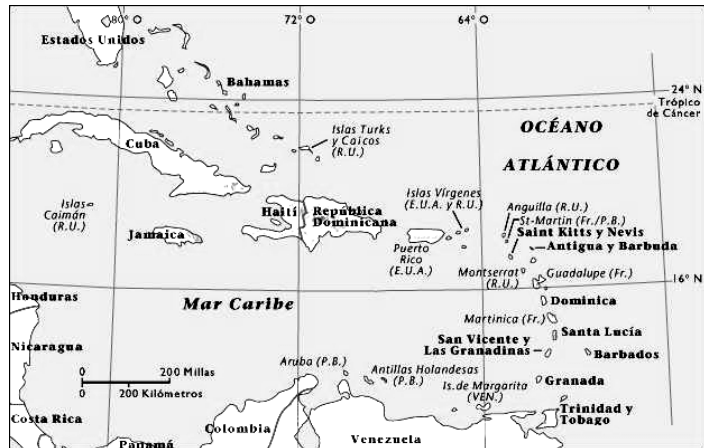 80° O
72° O
64° O
Estados Unidos
Bahamas
24° N
Trópico
de Cáncer
Islas Turks
y Caicos
(R.U.)
OCÉANO
ATLÁNTICO
Cuba
Islas
Caimán
(R.U.)
Jamaica
Haití
República
Dominicana
Islas Vírgenes
(E.U.A. y R.U.)
Puerto
Rico
(E.U.A.)
Anguilla (R.U.)
St-Martin (Fr./P.B.)
Saint Kitts y Nevis
Antigua y Barbuda
Montserrat
(R.U.)
Guadalupe (Fr.)
16° N
Honduras
Mar Caribe
Dominica
Martinica (Fr.)
Santa Lucía
San Vicente y
Las Granadinas
Barbados
Nicaragua
0 200 Millas
0 200 Kilómetros
Aruba (P.B.)
Antillas Holandesas
(P.B.)
Is. de Margarita
(VEN.)
Granada
Trinidad y
Tobago
Costa Rica
Panamá
Colombia
Venezuela